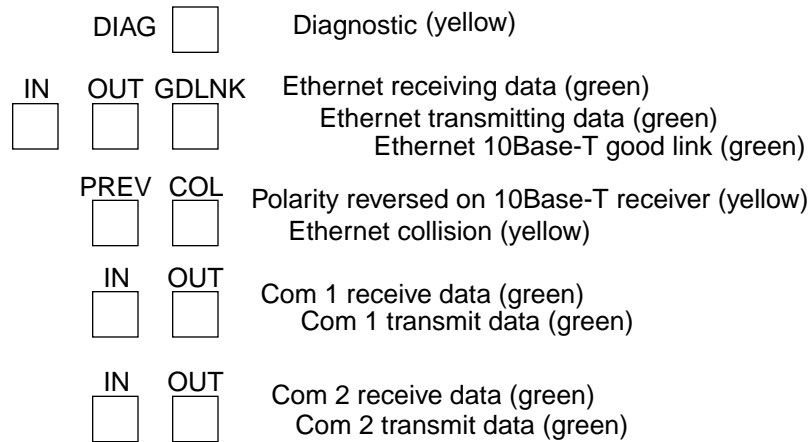 DIAG Diagnostic (yellow)
IN OUT GDLNK Ethernet receiving data (green)
Ethernet transmitting data (green)
Ethernet 10Base-T good link (green)
PREV COL Polarity reversed on 10Base-T receiver (yellow)
Ethernet collision (yellow)
IN OUT Com 1 receive data (green)
Com 1 transmit data (green)
IN OUT Com 2 receive data (green)
Com 2 transmit data (green)